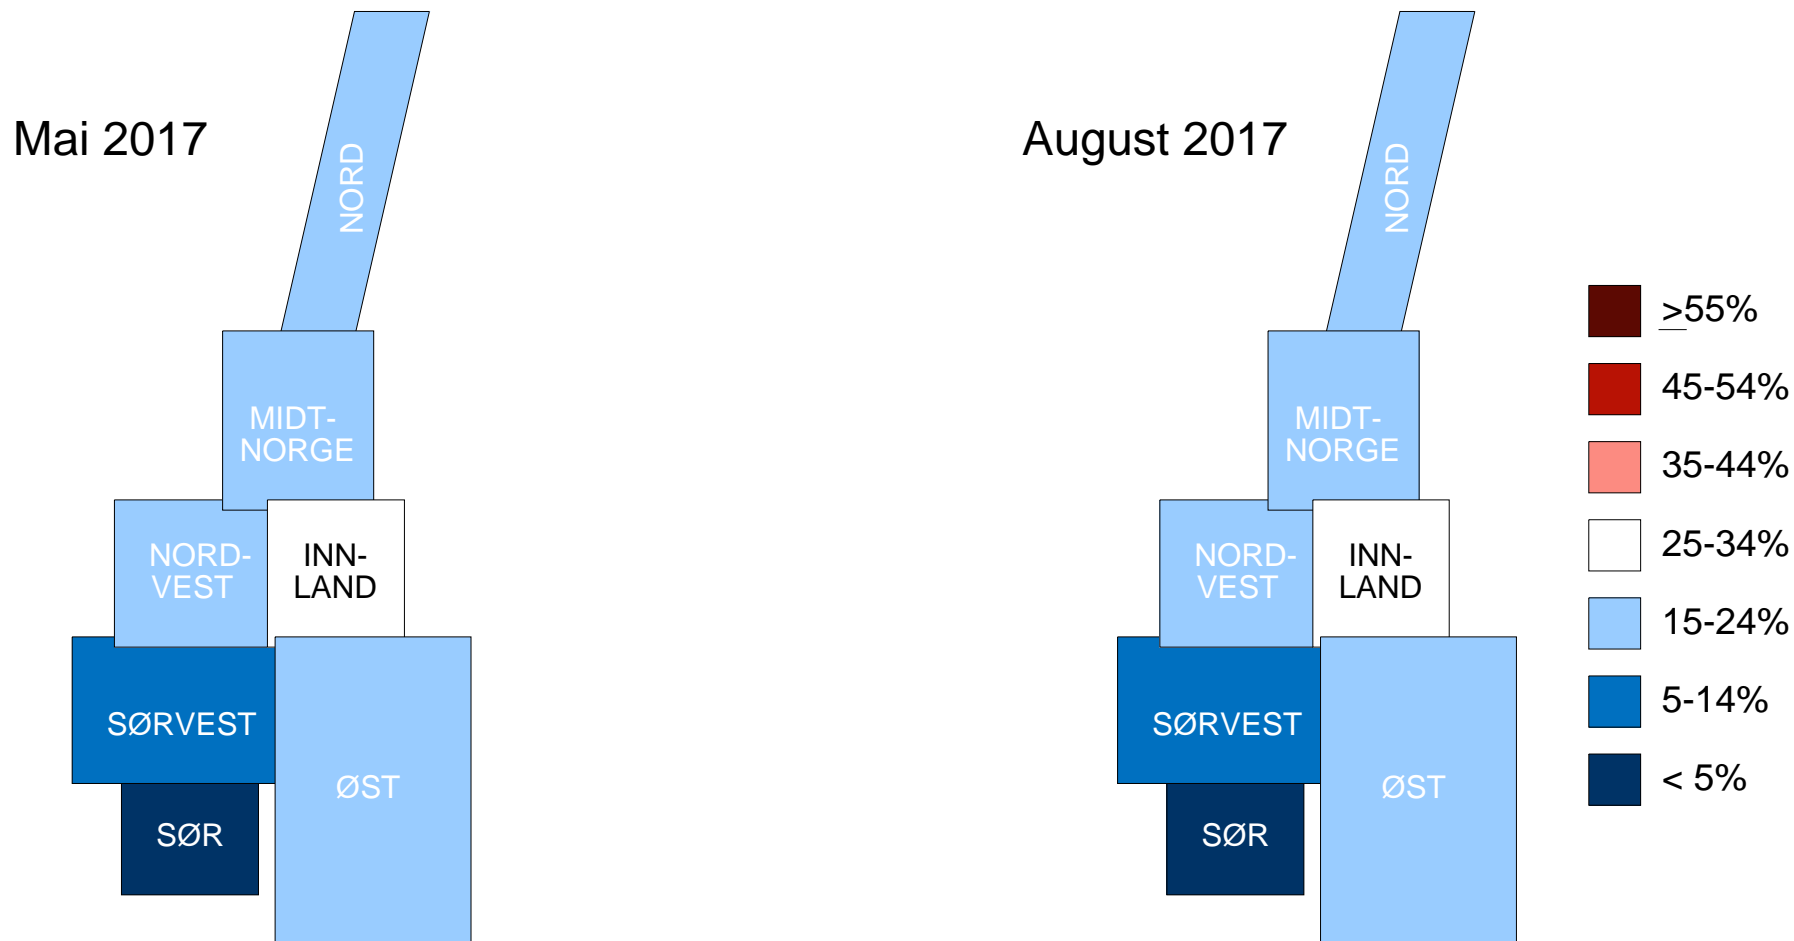 Mai 2017
NORD
MIDT-
NORGE
NORD-
VEST
INN-
LAND
SØRVEST
ØST
SØR
August 2017
NORD
MIDT-
NORGE
NORD-
VEST
INN-
LAND
SØRVEST
ØST
SØR
>55%
45-54%
35-44%
25-34%
15-24%
5-14%
< 5%